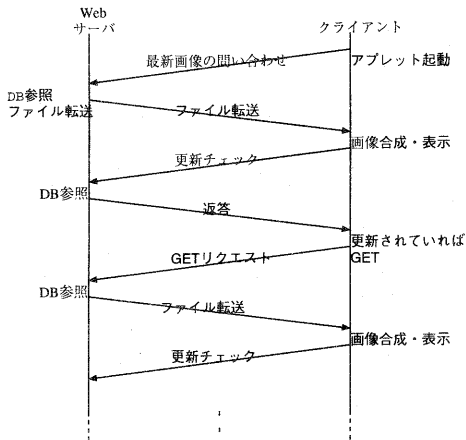 Web
サーバ
クライアント
最新画像の問い合わせ
アプレット起動
DB参照
ファイル転送
ファイル転送
画像合成・表示
更新チェック
DB参照
返答
更新されていれば
GET
GETリクエスト
DB参照
ファイル転送
画像合成・表示
更新チェック